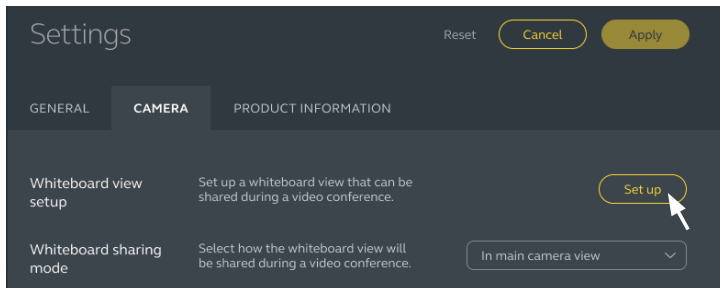 Settings
Reset
Cancel
Apply
GENERAL
CAMERA
PRODUCT INFORMATION
Whiteboard view
setup
Set up a whiteboard view that can be
shared during a video conference.
Set up
Whiteboard sharing
mode
Select how the whiteboard view will
be shared during a video conference.
In main camera view